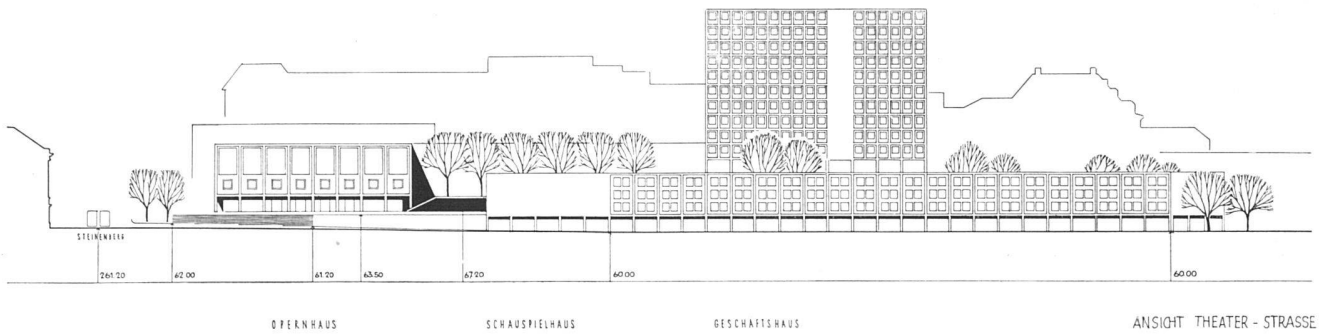 STEINENBERG
261.20 62.00 61.20 63.50 67.20 60.00 60.00
OPERNHAUS SCHAUSPIELHAUS GESCHÄFTSHAUS ANSICHT THEATER - STRASSE